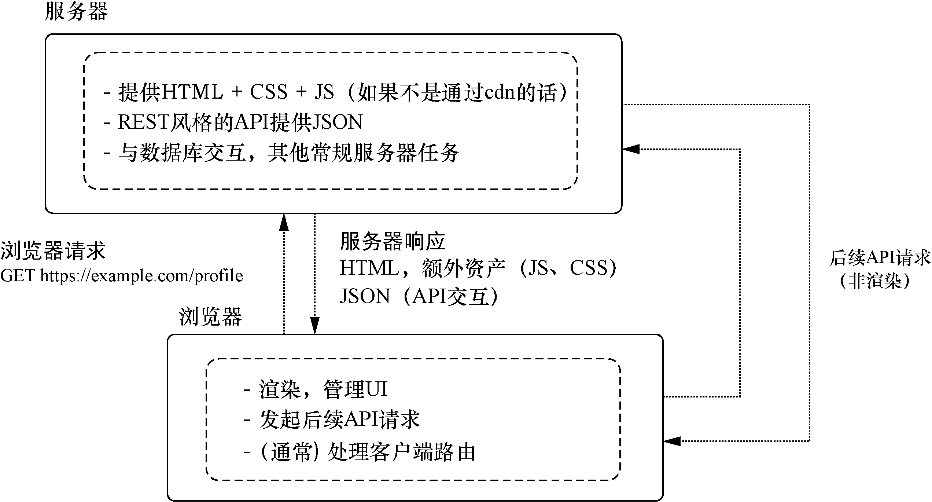 服务器
- 提供HTML + CSS + JS（如果不是通过cdn的话）
- REST风格的API提供JSON
- 与数据库交互，其他常规服务器任务
浏览器请求
GET https://example.com/profile
服务器响应
HTML，额外资产（JS、CSS）
JSON（API交互）
后续API请求
（非渲染）
浏览器
- 渲染，管理UI
- 发起后续API请求
- （通常）处理客户端路由